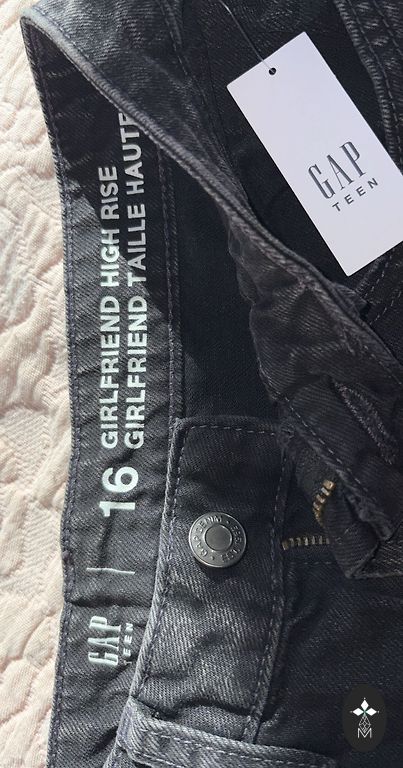 GAP
TEEN
GAP
TEEN
16
GIRLFRIEND HIGH RISE
GIRLFRIEND TAILLE HAUTE